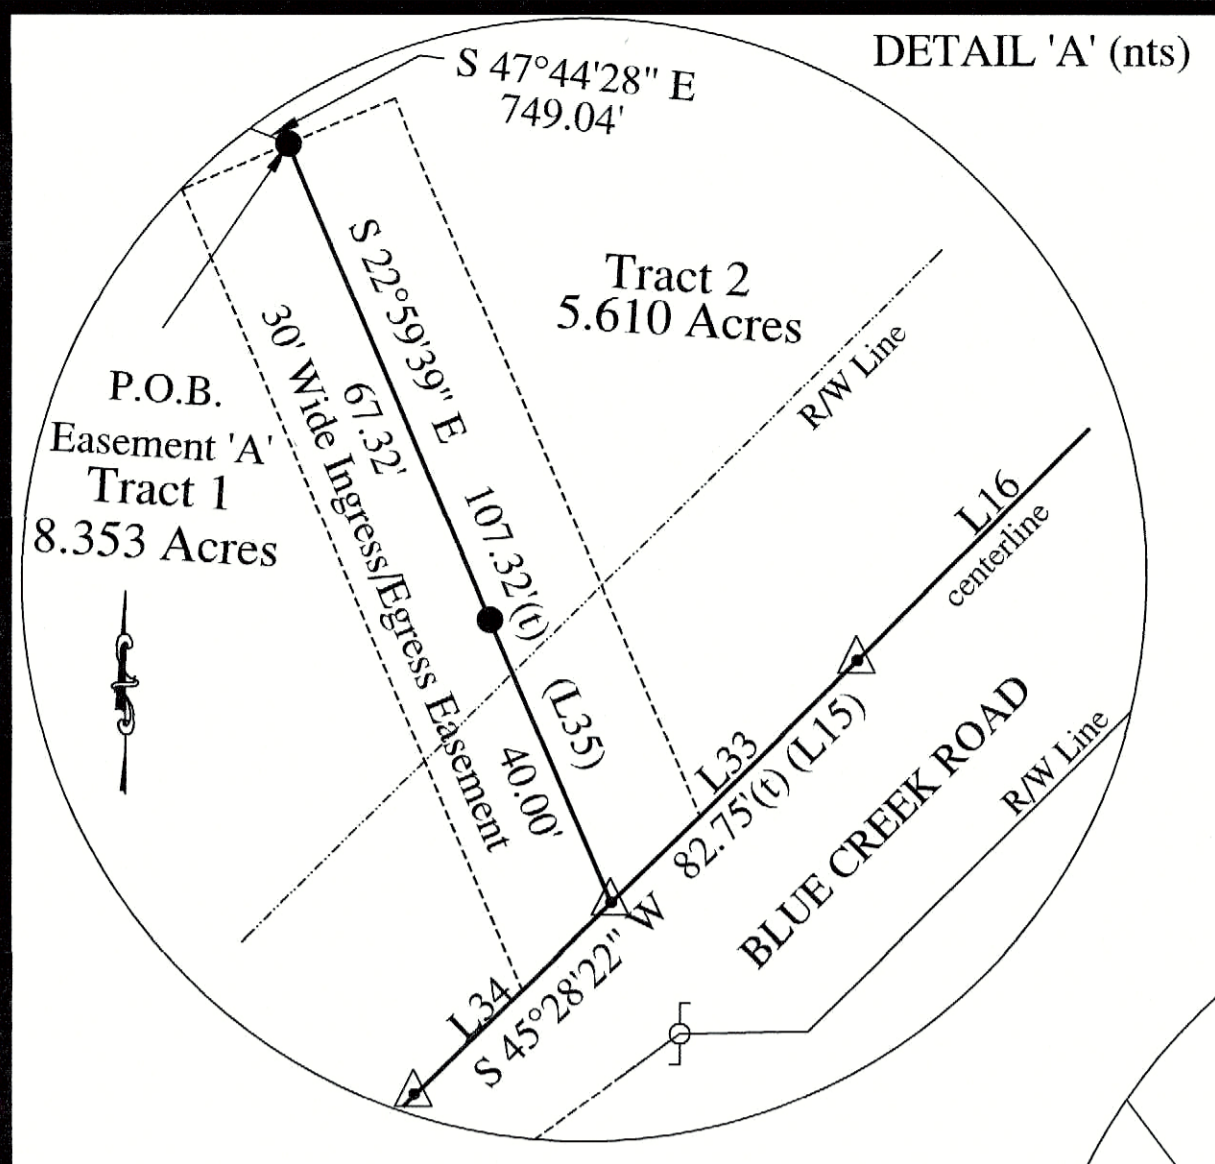 DETAIL 'A' (nts)
S 47°44'28" E
749.04'
Tract 2
5.610 Acres
S 22°59'39" E
67.32'
30' Wide Ingress/Egress Easement
R/W Line
P.O.B.
Easement 'A'
Tract 1
8.353 Acres
107.32'(t)
(L35)
40.00'
L16
centerline
L33
82.75'(t) (L15)
BLUE CREEK ROAD
R/W Line
L34
S 45°28'22" W